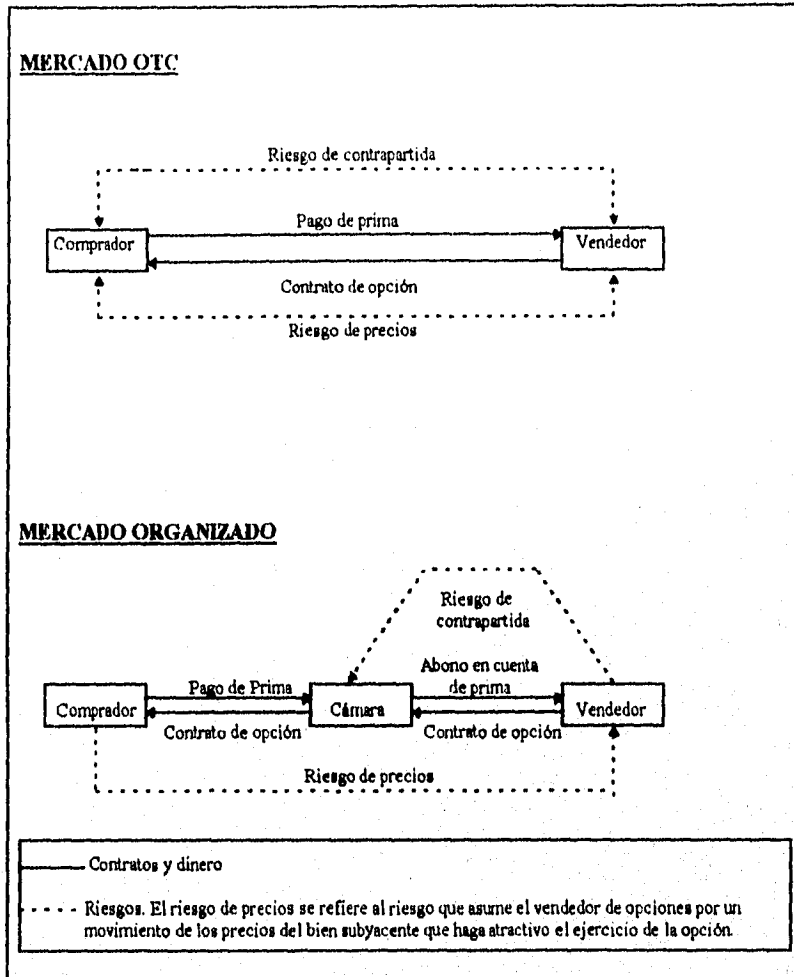 MERCADO OTC
Riesgo de contrapartida
Pago de prima
Comprador
Vendedor
Contrato de opción
Riesgo de precios
MERCADO ORGANIZADO
Riesgo de
contrapartida
Abono en cuenta
de prima
Pago de Prima
Comprador
Cámara
Vendedor
Contrato de opción
Contrato de opción
Riesgo de precios
Contratos y dinero
Riesgos. El riesgo de precios se refiere al riesgo que asume el vendedor de opciones por un
movimiento de los precios del bien subyacente que haga atractivo el ejercicio de la opción.